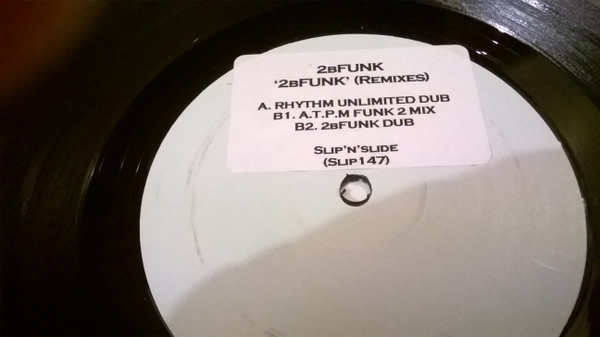 2bFUNK
'2bFUNK' (Remixes)
A. RHYTHM UNLIMITED DUB
B1. A.T.P.M FUNK 2 MIX
B2. 2bFUNK DUB
Slip'n'slide
(Slip147)